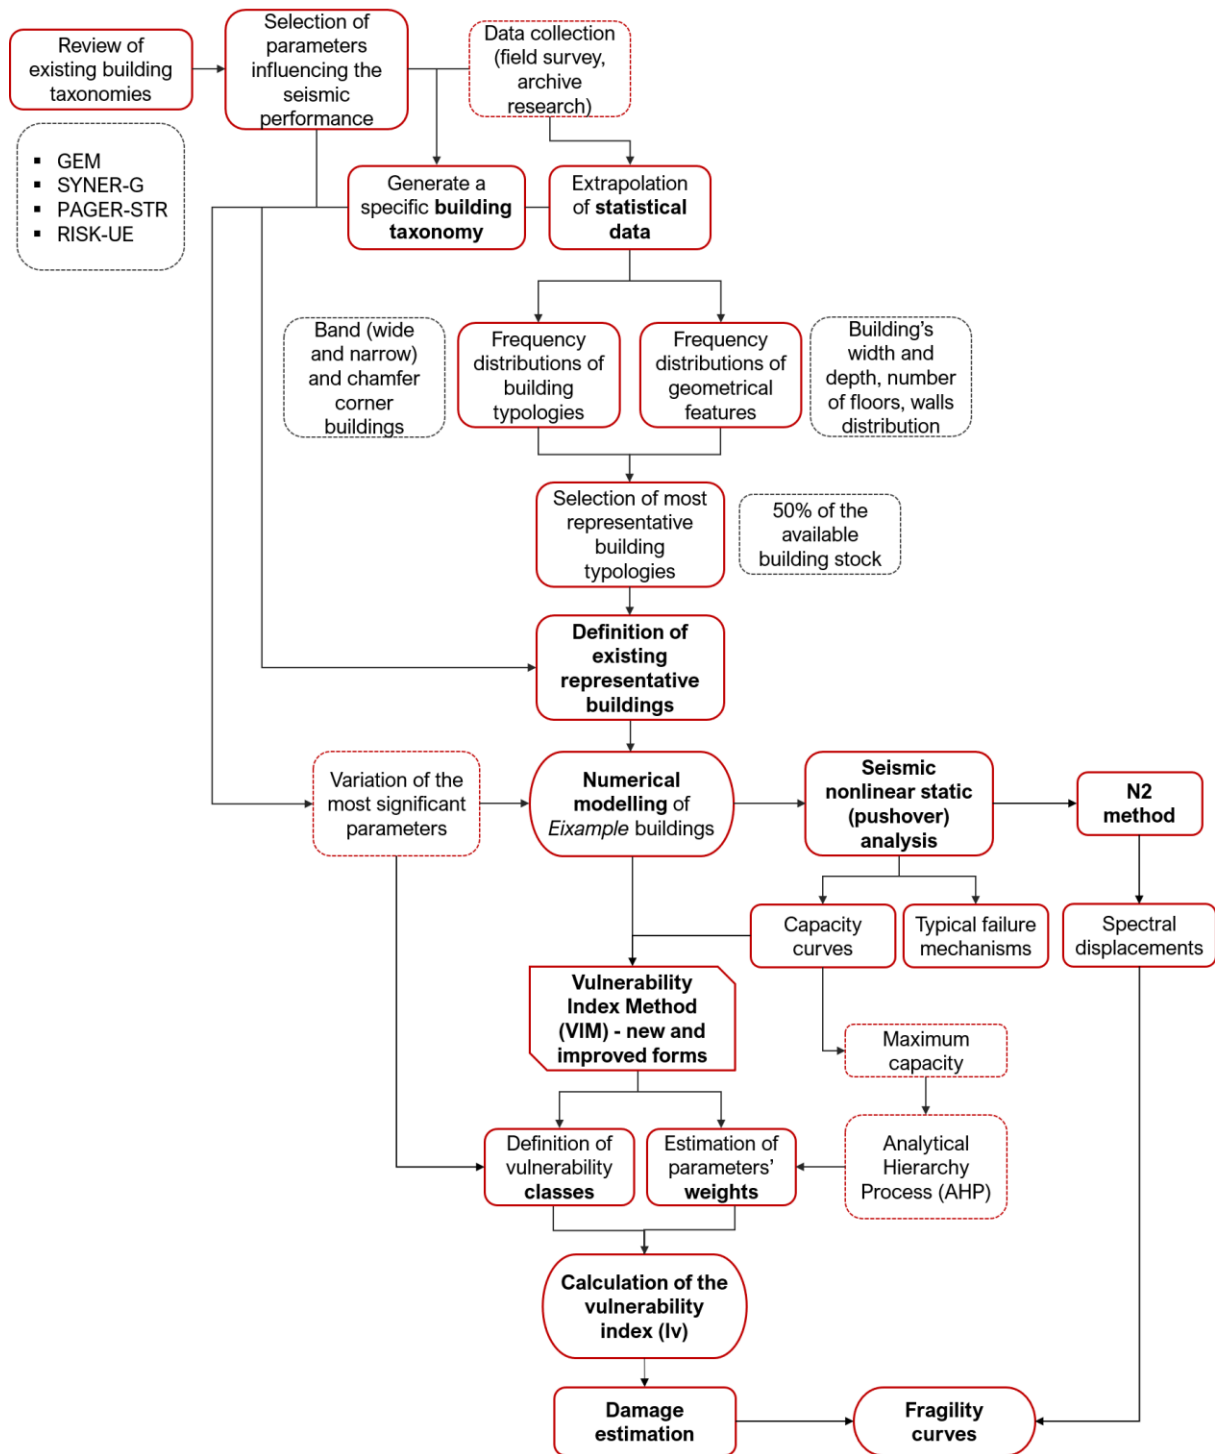 Review of
existing building
taxonomies
Selection of
parameters
influencing the
seismic
performance
Data collection
(field survey,
archive
research)
▪ GEM
▪ SYNER-G
▪ PAGER-STR
▪ RISK-UE
Generate a
specific building
taxonomy
Extrapolation
of statistical
data
Band (wide
and narrow)
and chamfer
corner
buildings
Frequency
distributions of
building
typologies
Frequency
distributions of
geometrical
features
Building's
width and
depth, number
of floors, walls
distribution
Selection of most
representative
building
typologies
50% of the
available
building stock
Definition of
existing
representative
buildings
Variation of the
most significant
parameters
Numerical
modelling of
Eixample buildings
Seismic
nonlinear static
(pushover)
analysis
N2
method
Capacity
curves
Typical failure
mechanisms
Spectral
displacements
Vulnerability
Index Method
(VIM) - new and
improved forms
Maximum
capacity
Definition of
vulnerability
classes
Estimation of
parameters'
weights
Analytical
Hierarchy
Process (AHP)
Calculation of the
vulnerability
index (Iv)
Damage
estimation
Fragility
curves